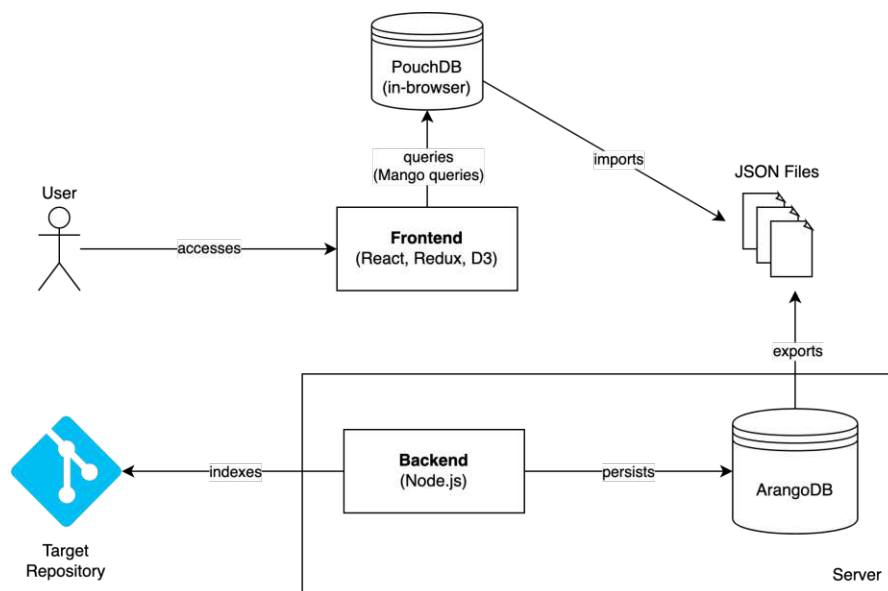 PouchDB
(in-browser)
queries
(Mango queries)
imports
JSON Files
User
accesses
Frontend
(React, Redux, D3)
exports
indexes
Backend
(Node.js)
persists
ArangoDB
Target
Repository
Server